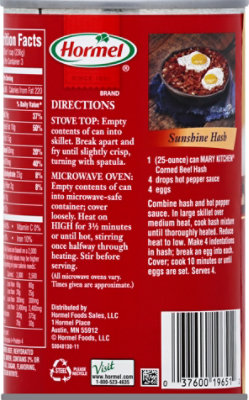 Nutrition Facts
Hormel
SINCE 1891
BRAND
DIRECTIONS
STOVE TOP: Empty
contents of can into
skillet. Break apart and
fry until slightly crisp,
turning with spatula.
MICROWAVE OVEN:
Empty contents of can
into microwave-safe
container; cover
loosely. Heat on
HIGH for 3½ minutes
or until hot, stirring
once halfway through
heating. Stir before
serving.
(All microwave ovens vary.
Times given are approximate.)
Distributed by
Hormel Foods Sales, LLC
1 Hormel Place
Austin, MN 55912
© Hormel Foods, LLC
STEEL
PLEASE RECYCLE
Visit
www.hormel.com
1-800-523-4635
Sunshine Hash
1 (25-ounce) can MARY KITCHEN®
Corned Beef Hash
4 drops hot pepper sauce
4 eggs
Combine hash and hot pepper
sauce. In large skillet over
medium heat, cook hash mixture
until thoroughly heated. Reduce
heat to low. Make 4 indentations
in hash; break an egg into each.
Cover; cook 10 minutes or until
eggs are set. Serves 4.
0 37600 19651